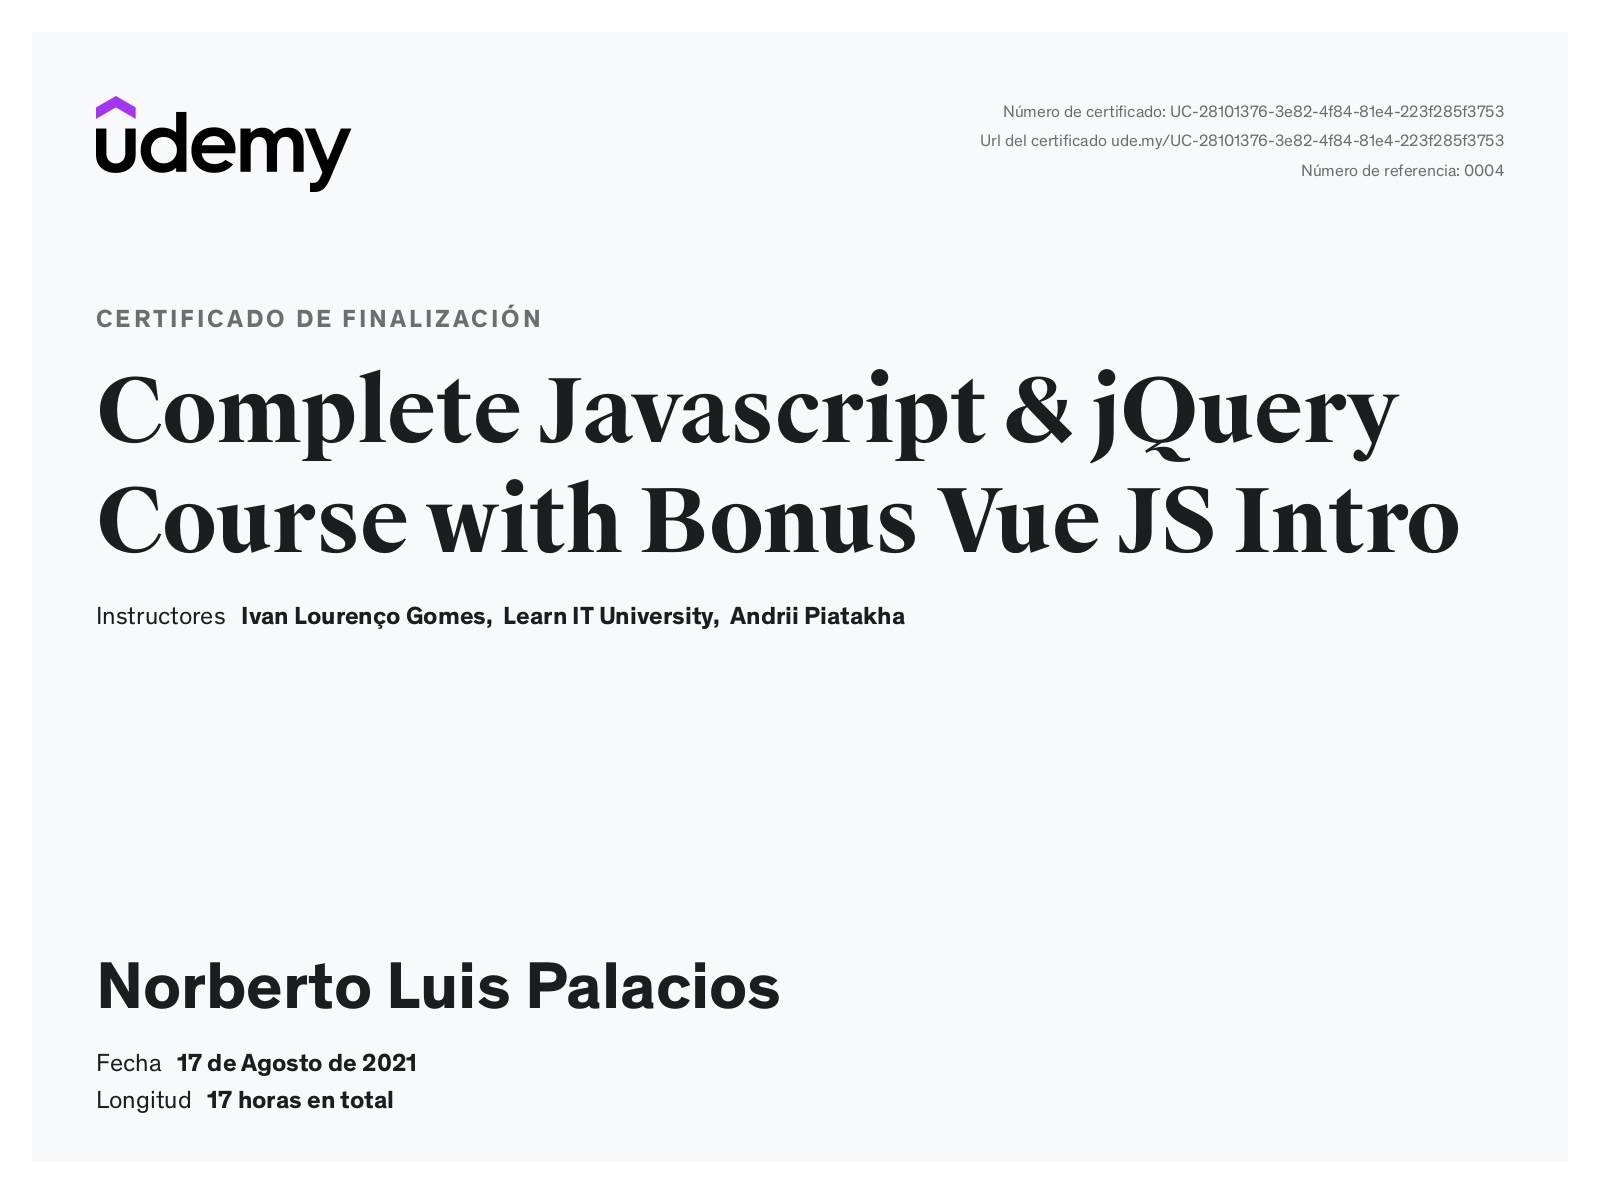 udemy
Número de certificado: UC-28101376-3e82-4f84-81e4-223f285f3753
Url del certificado ude.my/UC-28101376-3e82-4f84-81e4-223f285f3753
Número de referencia: 0004
CERTIFICADO DE FINALIZACIÓN
Complete Javascript & jQuery
Course with Bonus Vue JS Intro
Instructores Ivan Lourenço Gomes, Learn IT University, Andrii Piatakha
Norberto Luis Palacios
Fecha 17 de Agosto de 2021
Longitud 17 horas en total